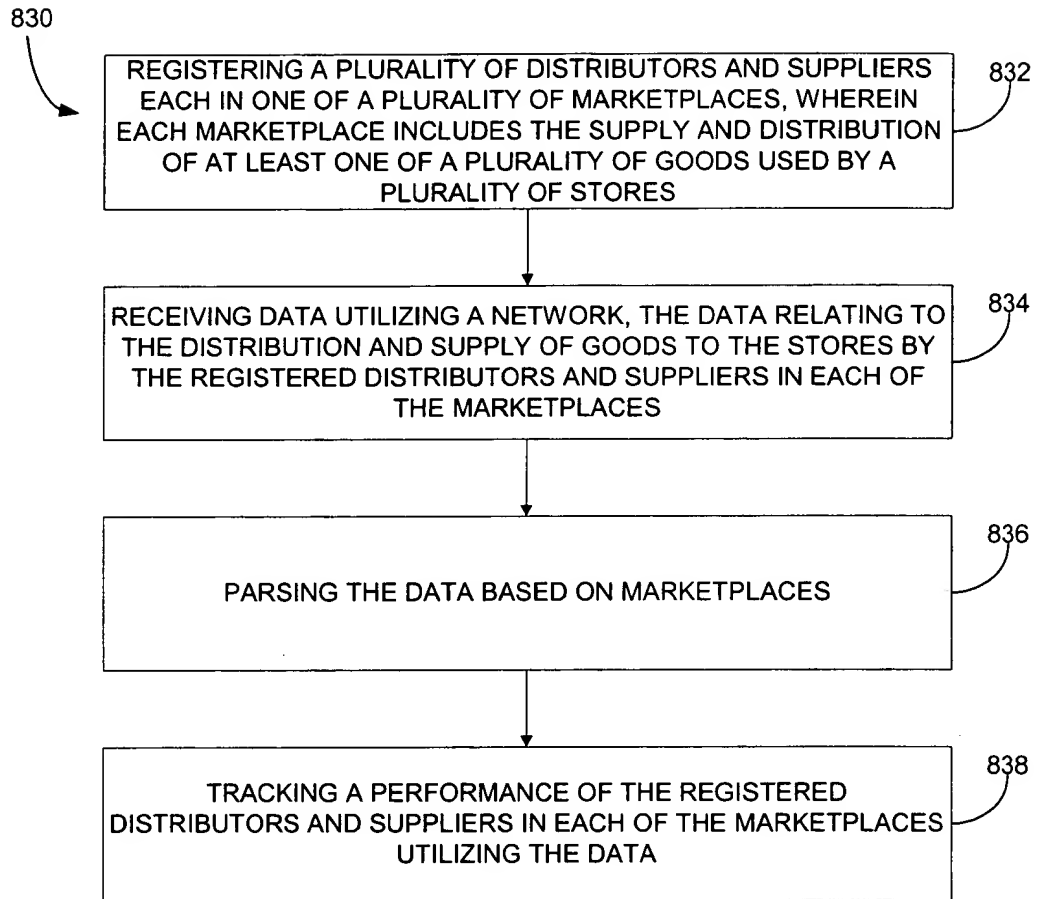 830
REGISTERING A PLURALITY OF DISTRIBUTORS AND SUPPLIERS
EACH IN ONE OF A PLURALITY OF MARKETPLACES, WHEREIN
EACH MARKETPLACE INCLUDES THE SUPPLY AND DISTRIBUTION
OF AT LEAST ONE OF A PLURALITY OF GOODS USED BY A
PLURALITY OF STORES
832
RECEIVING DATA UTILIZING A NETWORK, THE DATA RELATING TO
THE DISTRIBUTION AND SUPPLY OF GOODS TO THE STORES BY
THE REGISTERED DISTRIBUTORS AND SUPPLIERS IN EACH OF
THE MARKETPLACES
834
PARSING THE DATA BASED ON MARKETPLACES
836
TRACKING A PERFORMANCE OF THE REGISTERED
DISTRIBUTORS AND SUPPLIERS IN EACH OF THE MARKETPLACES
UTILIZING THE DATA
838